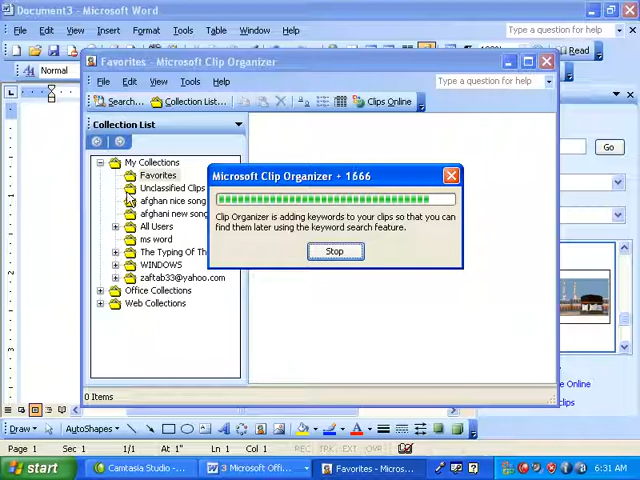 Document3 - Microsoft Word
File Edit View Insert Format Tools Table Window Help
Type a question for help
Read
Normal
Favorites - Microsoft Clip Organizer
File Edit View Tools Help
Type a question for help
Search... Collection List... Clips Online
Collection List
My Collections
Favorites
Unclassified Clips
afghan nice song
afghani new song
All Users
ms word
The Typing Of Th
WINDOWS
zaftab33@yahoo.com
Office Collections
Web Collections
Microsoft Clip Organizer + 1666
Clip Organizer is adding keywords to your clips so that you can
find them later using the keyword search feature.
Stop
Go
0 Items
Draw AutoShapes
Page 1 Sec 1 1/1 At 1" Ln 1 Col 1 REC TRK EXT OVR
start Camtasia Studio -... 3 Microsoft Offi... Favorites - Micros... 6:31 AM